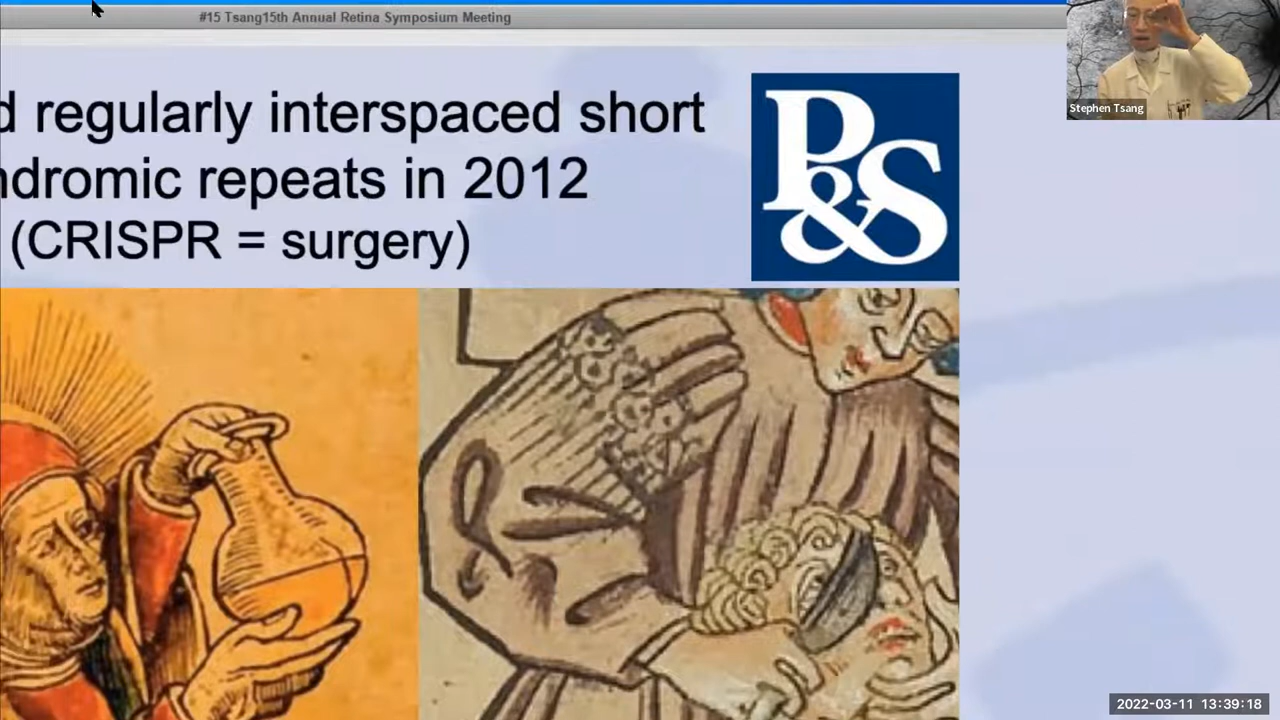 #15 Tsang15th Annual Retina Symposium Meeting
Stephen Tsang
d regularly interspaced short
ndromic repeats in 2012
(CRISPR = surgery)
P&S
2022-03-11 13:39:18